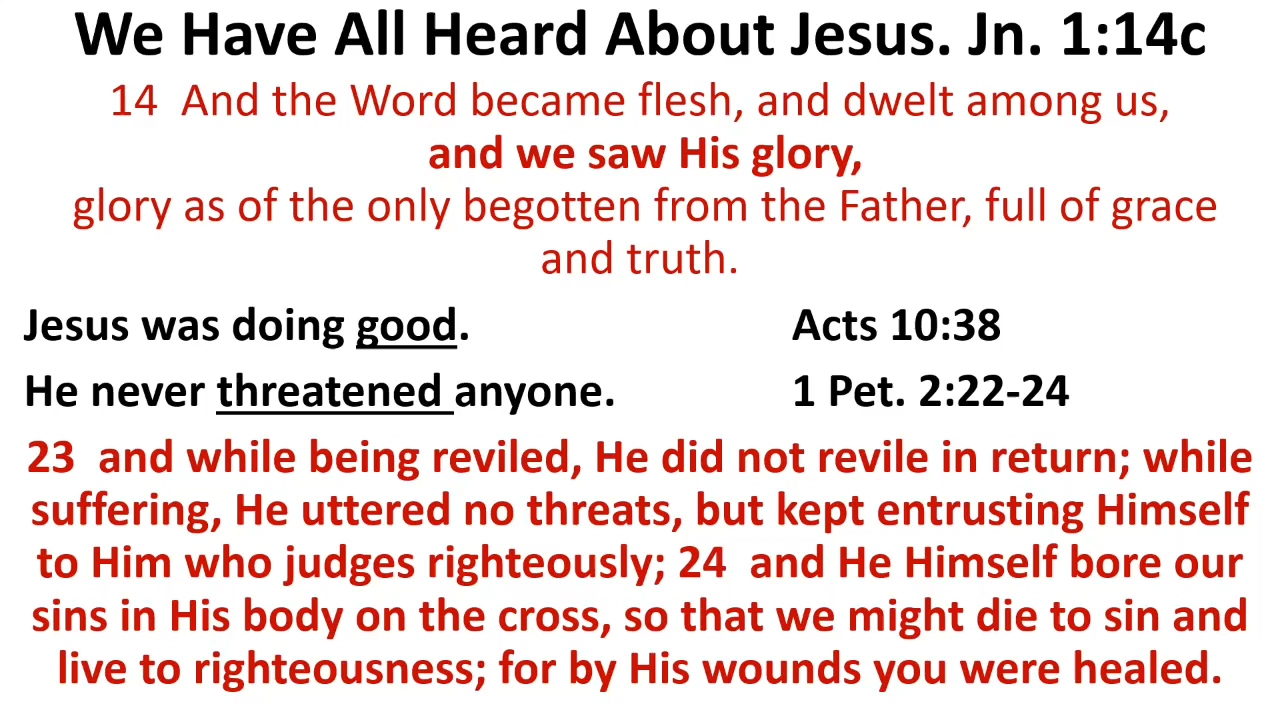 We Have All Heard About Jesus. Jn. 1:14c
14 And the Word became flesh, and dwelt among us,
and we saw His glory,
glory as of the only begotten from the Father, full of grace
and truth.
Jesus was doing good. Acts 10:38
He never threatened anyone. 1 Pet. 2:22-24
23 and while being reviled, He did not revile in return; while
suffering, He uttered no threats, but kept entrusting Himself
to Him who judges righteously; 24 and He Himself bore our
sins in His body on the cross, so that we might die to sin and
live to righteousness; for by His wounds you were healed.